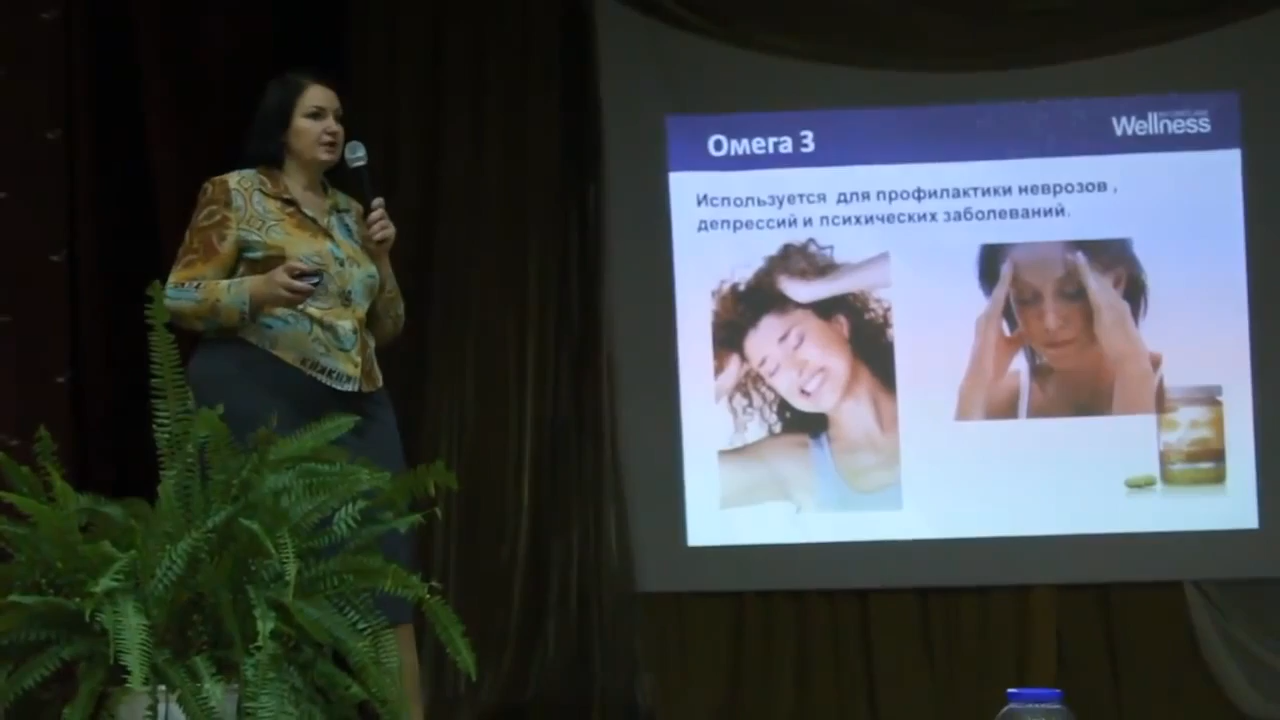 Омега 3
Wellness
Используется для профилактики неврозов ,
депрессий и психических заболеваний.